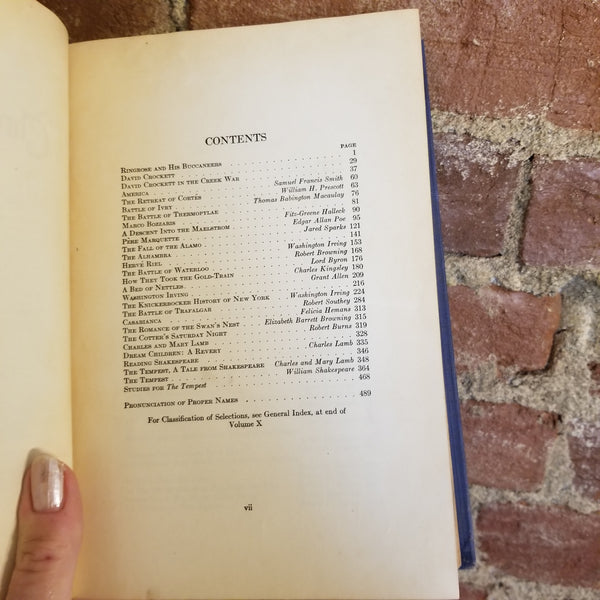 CONTENTS
PAGE
RINGROSE AND HIS BUCCANEERS . . . . . . . . 1
DAVID CROCKETT . . . . . . . . 29
DAVID CROCKETT IN THE CREEK WAR . . . . . . . . 37
AMERICA . . . . . . . . Samuel Francis Smith 60
THE RETREAT OF CORTÉS . . . . . . . . William H. Prescott 63
BATTLE OF IVRY . . . . . . . . Thomas Babington Macaulay 76
THE BATTLE OF THERMOPYLAE . . . . . . . . 81
MARCO BOZZARIS . . . . . . . . Fitz-Greene Halleck 90
A DESCENT INTO THE MAELSTROM . . . . . . . . Edgar Allan Poe 95
PÈRE MARQUETTE . . . . . . . . Jared Sparks 121
THE FALL OF THE ALAMO . . . . . . . . 141
THE ALHAMBRA . . . . . . . . Washington Irving 153
HERVÉ RIEL . . . . . . . . Robert Browning 168
THE BATTLE OF WATERLOO . . . . . . . . Lord Byron 176
HOW THEY TOOK THE GOLD-TRAIN . . . . . . . . Charles Kingsley 180
A BED OF NETTLES . . . . . . . . Grant Allen 209
WASHINGTON IRVING . . . . . . . . 216
THE KNICKERBOCKER HISTORY OF NEW YORK . . Washington Irving 224
THE BATTLE OF TRAFALGAR . . . . . . . . Robert Southey 284
CASABIANCA . . . . . . . . Felicia Hemans 313
THE ROMANCE OF THE SWAN'S NEST . . Elizabeth Barrett Browning 315
THE COTTER'S SATURDAY NIGHT . . . . . . . . Robert Burns 319
CHARLES AND MARY LAMB . . . . . . . . 328
DREAM CHILDREN: A REVERY . . . . . . . . Charles Lamb 335
READING SHAKESPEARE . . . . . . . . 346
THE TEMPEST, A TALE FROM SHAKESPEARE Charles and Mary Lamb 348
THE TEMPEST . . . . . . . . William Shakespeare 364
STUDIES FOR The Tempest . . . . . . . . 468
PRONUNCIATION OF PROPER NAMES . . . . . . . . 489
For Classification of Selections, see General Index, at end of
Volume X
vii